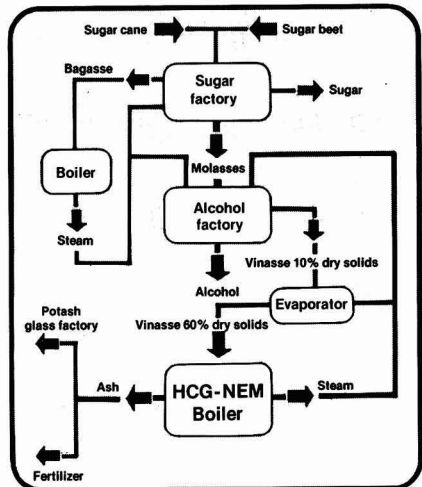 Sugar cane
Sugar beet
Bagasse
Sugar
factory
Sugar
Boiler
Molasses
Steam
Alcohol
factory
Vinasse 10% dry solids
Alcohol
Evaporator
Potash
glass factory
Vinasse 60% dry solids
Ash
HCG-NEM
Boiler
Steam
Fertilizer